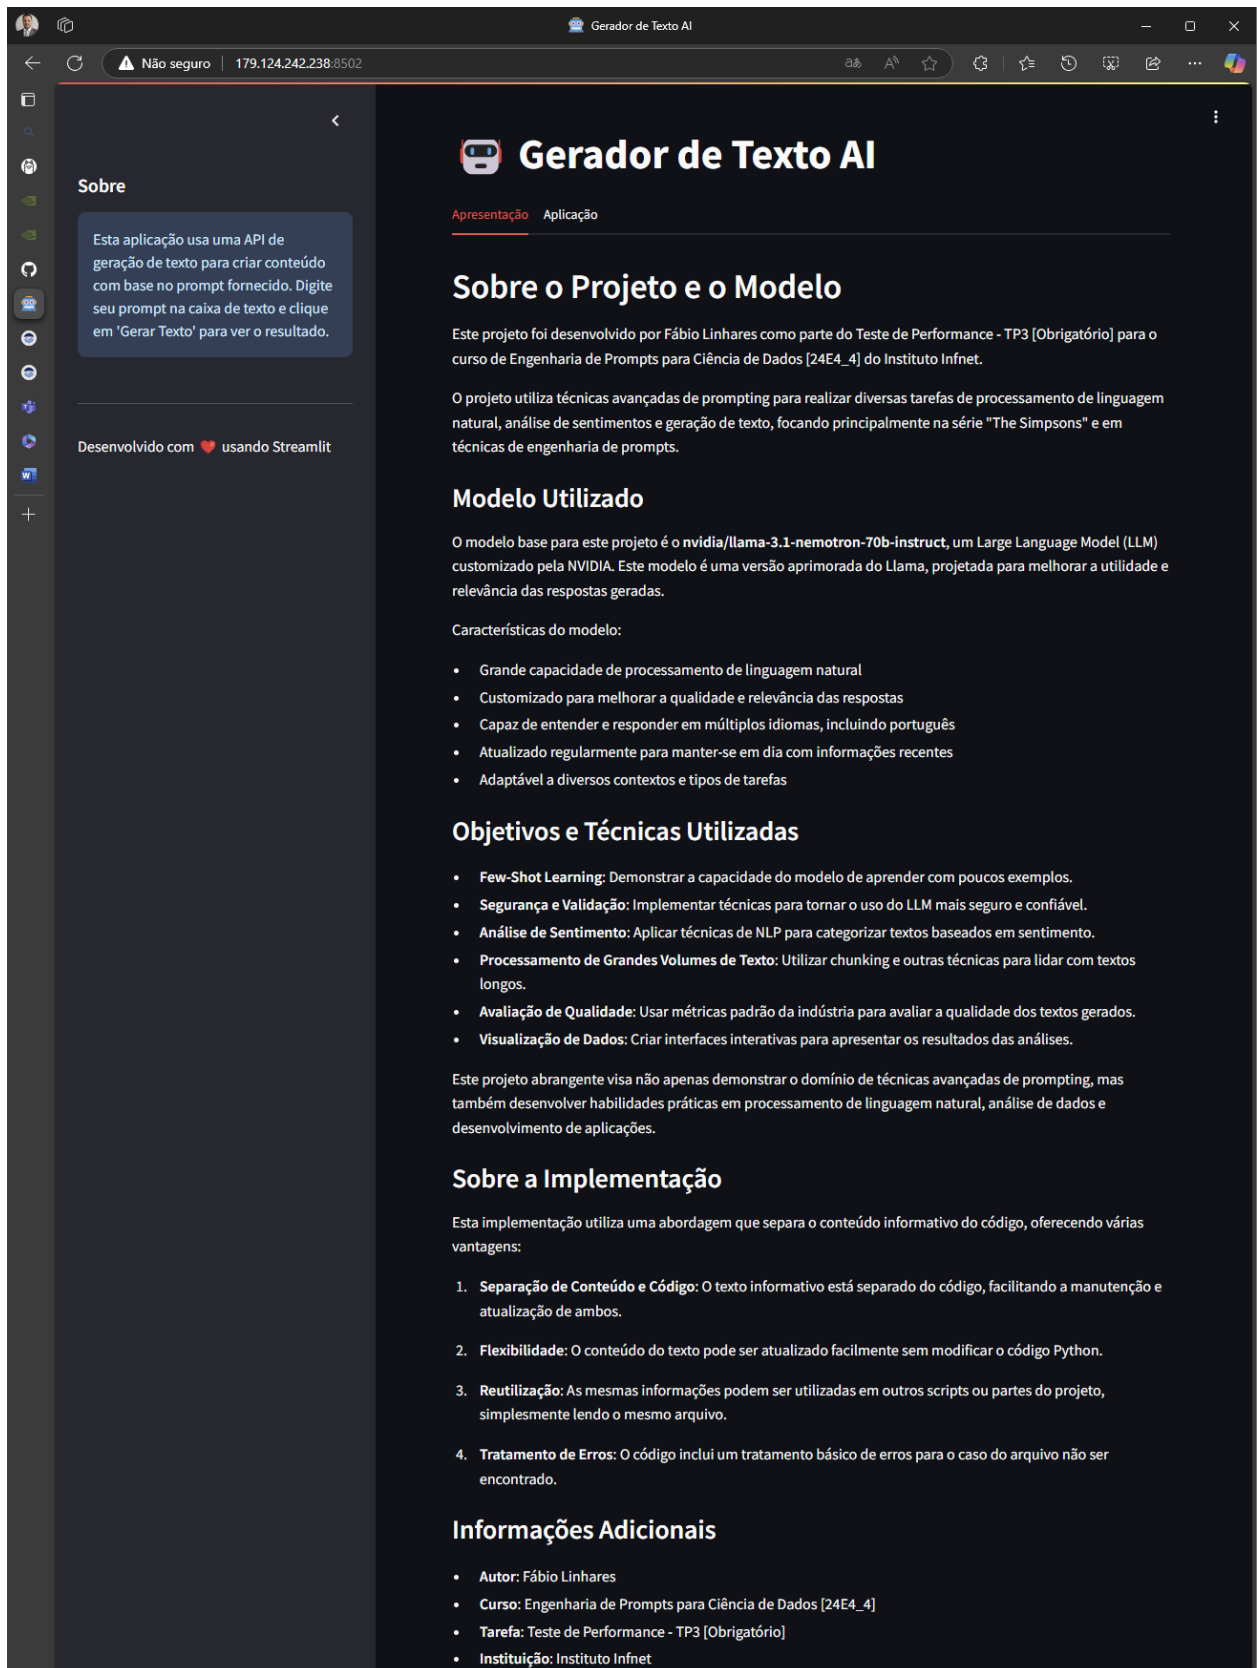 Gerador de Texto AI
Não seguro | 179.124.242.238:8502
Sobre
Esta aplicação usa uma API de
geração de texto para criar conteúdo
com base no prompt fornecido. Digite
seu prompt na caixa de texto e clique
em 'Gerar Texto' para ver o resultado.
Desenvolvido com ❤️ usando Streamlit
Gerador de Texto AI
Apresentação Aplicação
Sobre o Projeto e o Modelo
Este projeto foi desenvolvido por Fábio Linhares como parte do Teste de Performance - TP3 [Obrigatório] para o
curso de Engenharia de Prompts para Ciência de Dados [24E4_4] do Instituto Infnet.
O projeto utiliza técnicas avançadas de prompting para realizar diversas tarefas de processamento de linguagem
natural, análise de sentimentos e geração de texto, focando principalmente na série "The Simpsons" e em
técnicas de engenharia de prompts.
Modelo Utilizado
O modelo base para este projeto é o nvidia/llama-3.1-nemotron-70b-instruct, um Large Language Model (LLM)
customizado pela NVIDIA. Este modelo é uma versão aprimorada do Llama, projetada para melhorar a utilidade e
relevância das respostas geradas.
Características do modelo:
• Grande capacidade de processamento de linguagem natural
• Customizado para melhorar a qualidade e relevância das respostas
• Capaz de entender e responder em múltiplos idiomas, incluindo português
• Atualizado regularmente para manter-se em dia com informações recentes
• Adaptável a diversos contextos e tipos de tarefas
Objetivos e Técnicas Utilizadas
• Few-Shot Learning: Demonstrar a capacidade do modelo de aprender com poucos exemplos.
• Segurança e Validação: Implementar técnicas para tornar o uso do LLM mais seguro e confiável.
• Análise de Sentimento: Aplicar técnicas de NLP para categorizar textos baseados em sentimento.
• Processamento de Grandes Volumes de Texto: Utilizar chunking e outras técnicas para lidar com textos
longos.
• Avaliação de Qualidade: Usar métricas padrão da indústria para avaliar a qualidade dos textos gerados.
• Visualização de Dados: Criar interfaces interativas para apresentar os resultados das análises.
Este projeto abrangente visa não apenas demonstrar o domínio de técnicas avançadas de prompting, mas
também desenvolver habilidades práticas em processamento de linguagem natural, análise de dados e
desenvolvimento de aplicações.
Sobre a Implementação
Esta implementação utiliza uma abordagem que separa o conteúdo informativo do código, oferecendo várias
vantagens:
1. Separação de Conteúdo e Código: O texto informativo está separado do código, facilitando a manutenção e
atualização de ambos.
2. Flexibilidade: O conteúdo do texto pode ser atualizado facilmente sem modificar o código Python.
3. Reutilização: As mesmas informações podem ser utilizadas em outros scripts ou partes do projeto,
simplesmente lendo o mesmo arquivo.
4. Tratamento de Erros: O código inclui um tratamento básico de erros para o caso do arquivo não ser
encontrado.
Informações Adicionais
• Autor: Fábio Linhares
• Curso: Engenharia de Prompts para Ciência de Dados [24E4_4]
• Tarefa: Teste de Performance - TP3 [Obrigatório]
• Instituição: Instituto Infnet